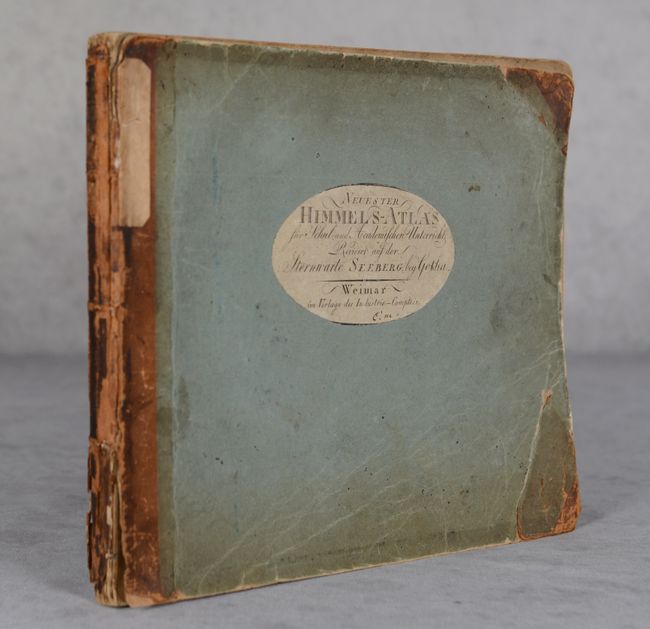 NEUESTER
HIMMELS-ATLAS
für Schul-und Academischen Unterricht,
Revidirt auf der
Sternwarte SEEBERG, bey Gotha.
Weimar
im Verlage des Industrie-Comptoir.